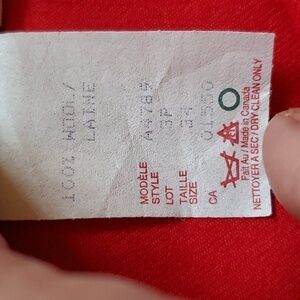 100% WOOL/
LAINE
MODÈLE
STYLE A4789
LOT 3P
TAILLE
SIZE 34
CA 01550
Fait Au / Made in Canada
NETTOYER A SEC / DRY CLEAN ONLY